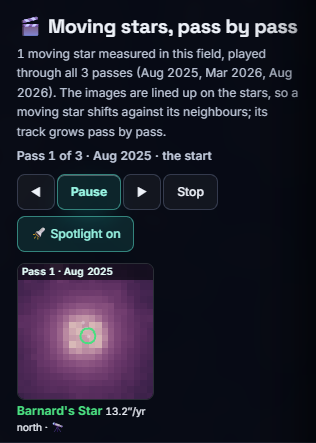 🎬 Moving stars, pass by pass
1 moving star measured in this field, played
through all 3 passes (Aug 2025, Mar 2026, Aug
2026). The images are lined up on the stars, so a
moving star shifts against its neighbours; its
track grows pass by pass.
Pass 1 of 3 · Aug 2025 · the start
◀ Pause ▶ Stop
🔦 Spotlight on
Pass 1 · Aug 2025
Barnard's Star 13.2"/yr
north · 🔭